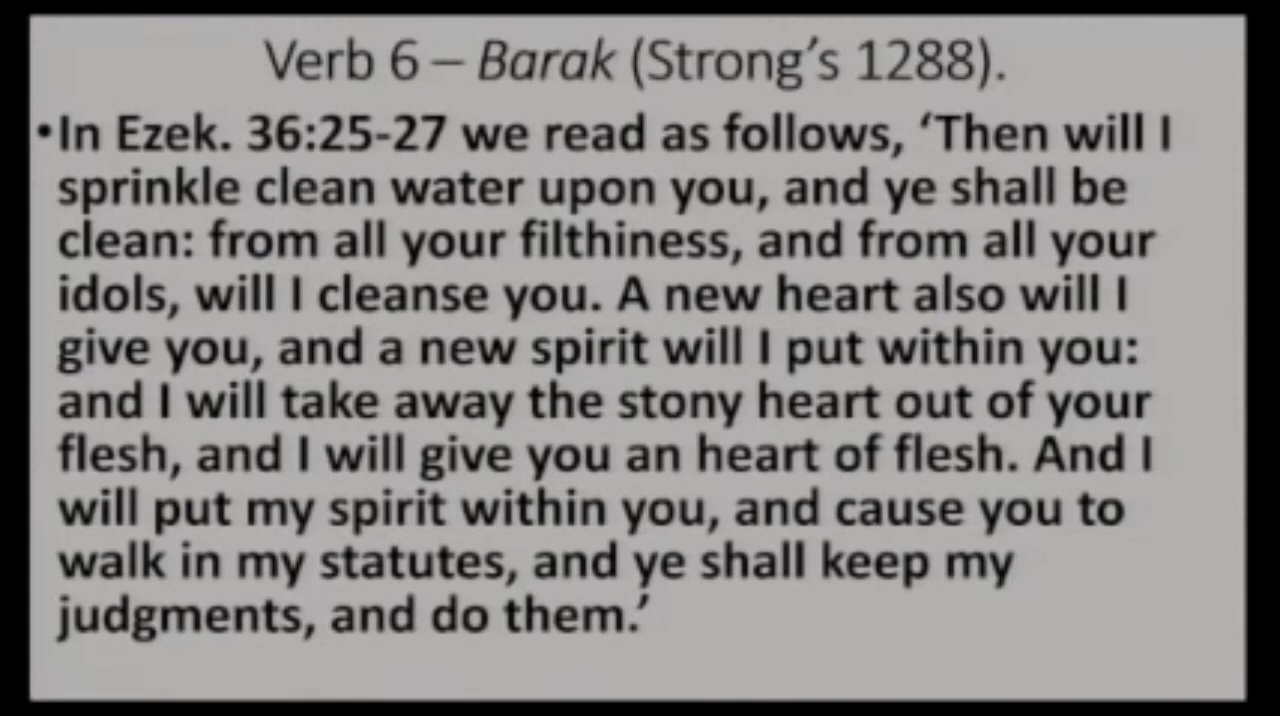 Verb 6 – Barak (Strong’s 1288).
•In Ezek. 36:25-27 we read as follows, ‘Then will I
sprinkle clean water upon you, and ye shall be
clean: from all your filthiness, and from all your
idols, will I cleanse you. A new heart also will I
give you, and a new spirit will I put within you:
and I will take away the stony heart out of your
flesh, and I will give you an heart of flesh. And I
will put my spirit within you, and cause you to
walk in my statutes, and ye shall keep my
judgments, and do them.’